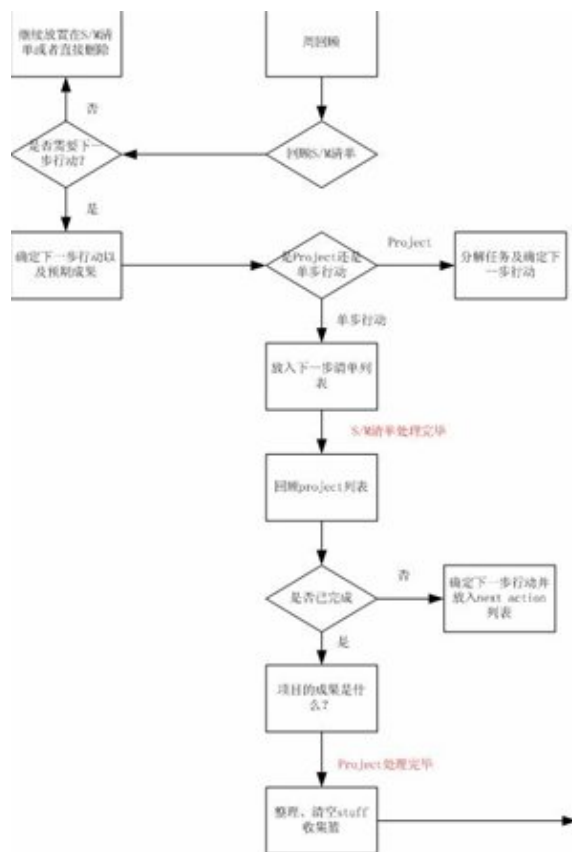 继续放置在S/M清
单或者直接删除
周回顾
否
是否需要下一
步行动?
回顾S/M清单
是
确定下一步行动以
及预期成果
是Project还是
单步行动
Project
分解任务及确定下
一步行动
单步行动
放入下一步清单列
表
S/M清单处理完毕
回顾project列表
是否已完成
否
确定下一步行动并
放入next action
列表
是
项目的成果是什
么?
Project处理完毕
整理、清空stuff
收集篮